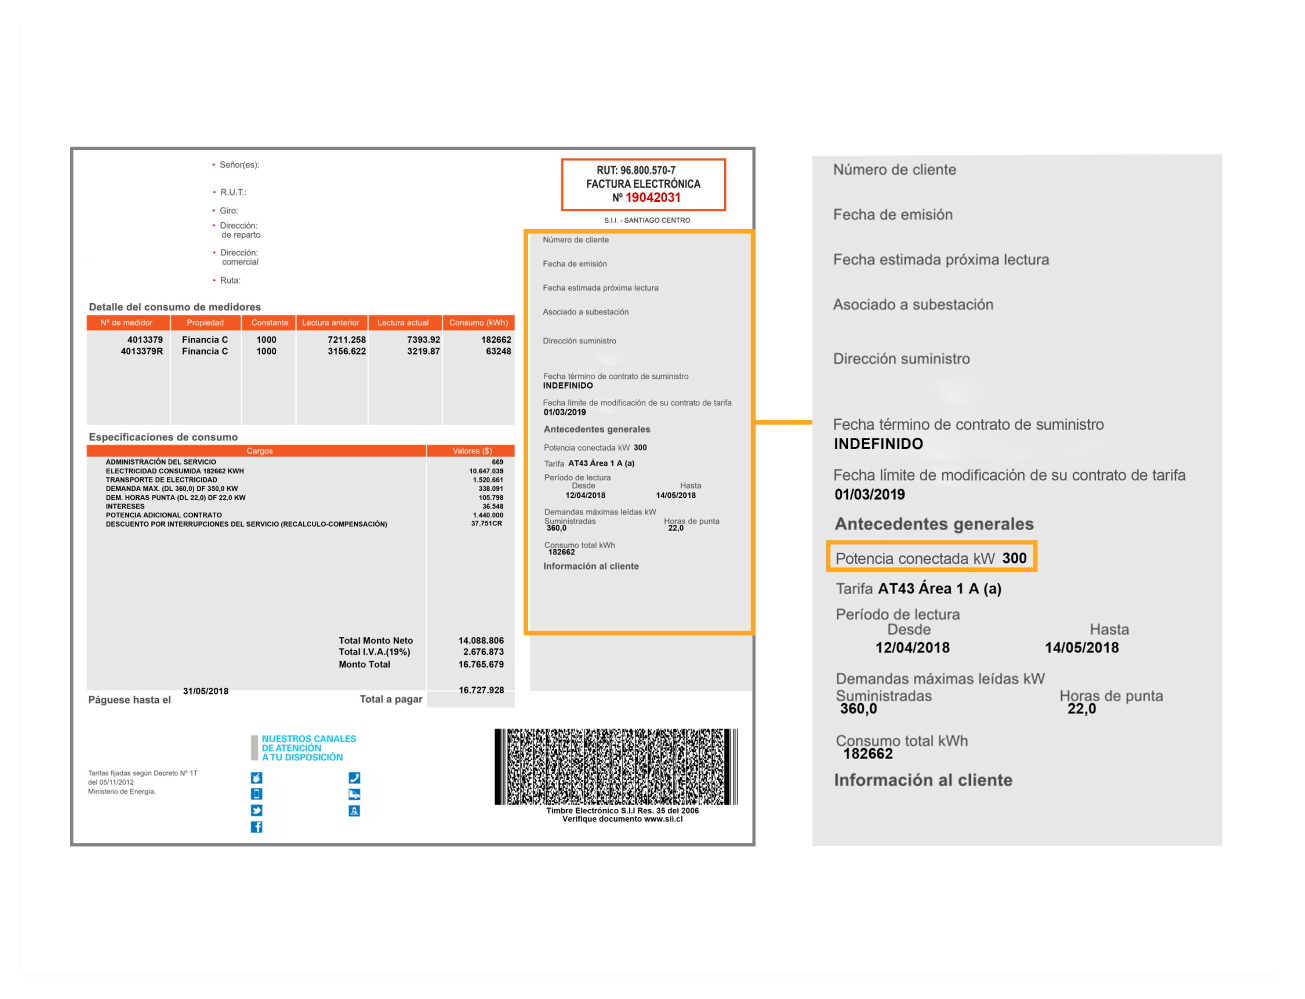 • Señor(es):
• R.U.T.:
• Giro:
• Dirección:
de reparto
• Dirección:
comercial
• Ruta:
RUT: 96.800.570-7
FACTURA ELECTRÓNICA
Nº 19042031
S.I.I. - SANTIAGO CENTRO
Detalle del consumo de medidores
Nº de medidor Propiedad Constante Lectura anterior Lectura actual Consumo (kWh)
4013379 Financia C 1000 7211.258 7393.92 182662
4013379R Financia C 1000 3156.622 3219.87 63248
Especificaciones de consumo
Cargos Valores ($)
ADMINISTRACIÓN DEL SERVICIO 669
ELECTRICIDAD CONSUMIDA 182662 KWH 10.647.039
TRANSPORTE DE ELECTRICIDAD 1.520.661
DEMANDA MAX. (DL 360,0) DF 350,0 KW 338.091
DEM. HORAS PUNTA (DL 22,0) DF 22,0 KW 105.798
INTERESES 36.548
POTENCIA ADICIONAL CONTRATO 1.440.000
DESCUENTO POR INTERRUPCIONES DEL SERVICIO (RECALCULO-COMPENSACIÓN) 37.751CR
Total Monto Neto 14.088.806
Total I.V.A.(19%) 2.676.873
Monto Total 16.765.679
Páguese hasta el 31/05/2018 Total a pagar 16.727.928
Número de cliente
Fecha de emisión
Fecha estimada próxima lectura
Asociado a subestación
Dirección suministro
Fecha término de contrato de suministro
INDEFINIDO
Fecha límite de modificación de su contrato de tarifa
01/03/2019
Antecedentes generales
Potencia conectada kW 300
Tarifa AT43 Área 1 A (a)
Período de lectura
Desde Hasta
12/04/2018 14/05/2018
Demandas máximas leídas kW
Suministradas Horas de punta
360,0 22,0
Consumo total kWh
182662
Información al cliente
NUESTROS CANALES
DE ATENCIÓN
A TU DISPOSICIÓN
Tarifas fijadas según Decreto Nº 1T
del 05/11/2012
Ministerio de Energía.
Timbre Electrónico S.I.I Res. 35 del 2006
Verifique documento www.sii.cl
Número de cliente
Fecha de emisión
Fecha estimada próxima lectura
Asociado a subestación
Dirección suministro
Fecha término de contrato de suministro
INDEFINIDO
Fecha límite de modificación de su contrato de tarifa
01/03/2019
Antecedentes generales
Potencia conectada kW 300
Tarifa AT43 Área 1 A (a)
Período de lectura
Desde Hasta
12/04/2018 14/05/2018
Demandas máximas leídas kW
Suministradas Horas de punta
360,0 22,0
Consumo total kWh
182662
Información al cliente